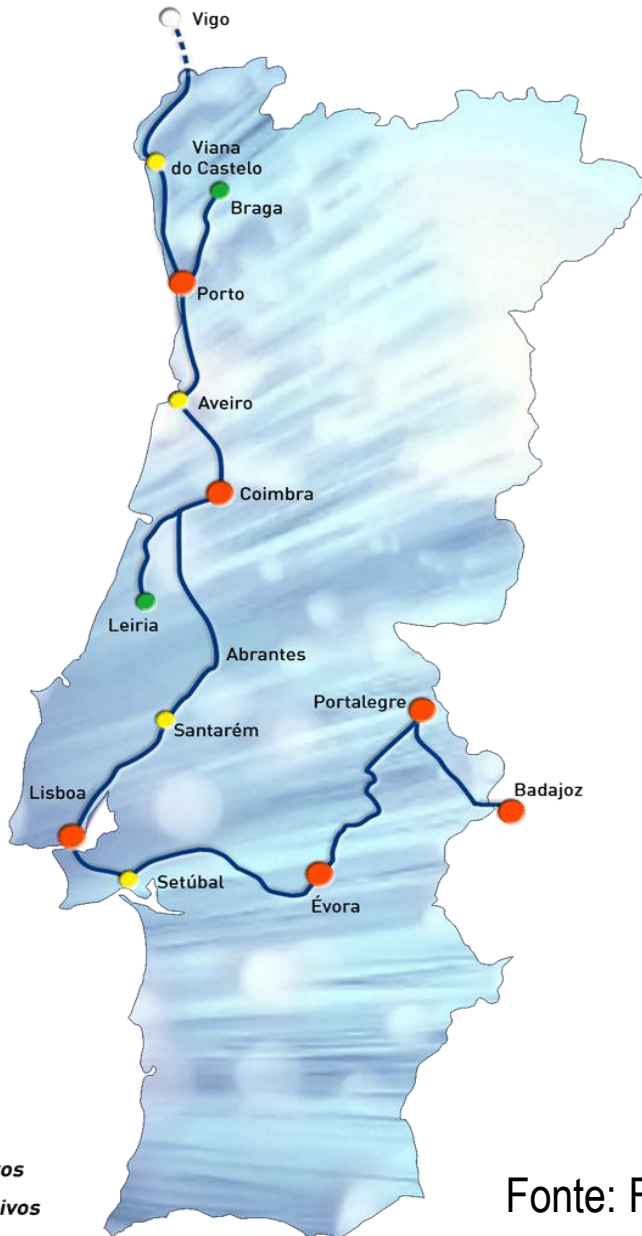 Vigo
Viana
do Castelo
Braga
Porto
Aveiro
Coimbra
Leiria
Abrantes
Portalegre
Santarém
Badajoz
Lisboa
Setúbal
Évora
Fonte: